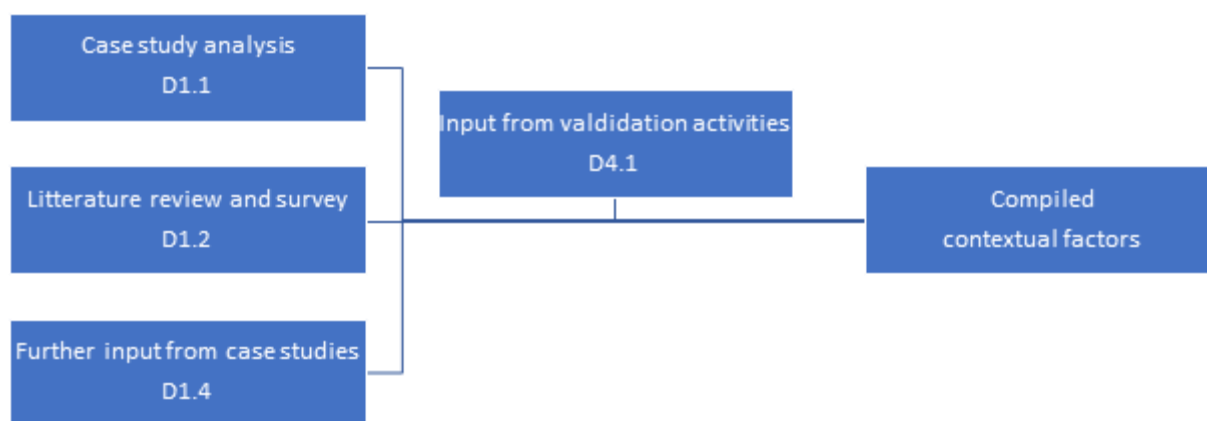 Case study analysis
D1.1
Input from valdidation activities
D4.1
Litterature review and survey
D1.2
Compiled
contextual factors
Further input from case studies
D1.4